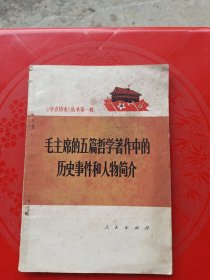 《学点历史》丛书第一辑
毛主席的五篇哲学著作中的
历史事件和人物简介
人民出版社